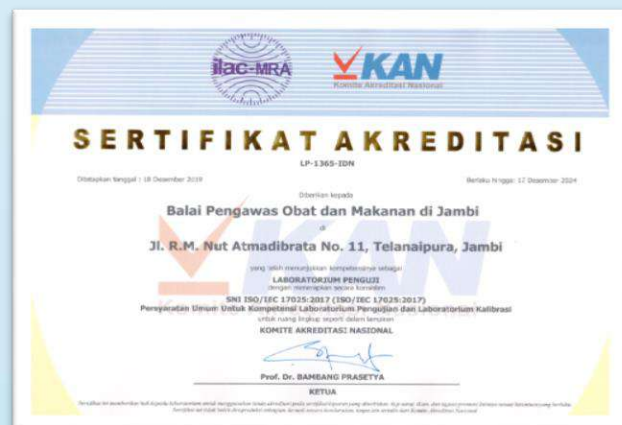 ilac-MRA
KAN
Komite Akreditasi Nasional
SERTIFIKAT AKREDITASI
LP-1365-IDN
Ditetapkan tanggal : 18 Desember 2019
Berlaku hingga: 17 Desember 2024
Diberikan kepada
Balai Pengawas Obat dan Makanan di Jambi
di
Jl. R.M. Nut Atmadibrata No. 11, Telanaipura, Jambi
yang telah menunjukkan kompetensinya sebagai
LABORATORIUM PENGUJI
dengan menerapkan secara konsisten
SNI ISO/IEC 17025:2017 (ISO/IEC 17025:2017)
Persyaratan Umum Untuk Kompetensi Laboratorium Pengujian dan Laboratorium Kalibrasi
untuk ruang lingkup seperti dalam lampiran
KOMITE AKREDITASI NASIONAL
Prof. Dr. BAMBANG PRASETYA
KETUA